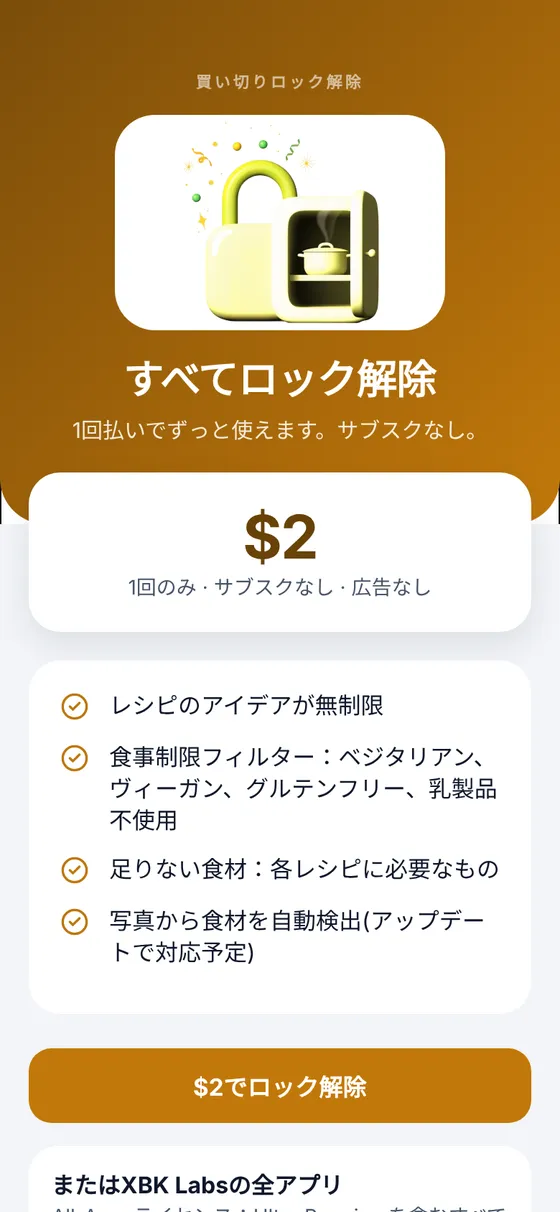 買い切りロック解除
すべてロック解除
1回払いでずっと使えます。サブスクなし。
$2
1回のみ · サブスクなし · 広告なし
レシピのアイデアが無制限
食事制限フィルター：ベジタリアン、
ヴィーガン、グルテンフリー、乳製品
不使用
足りない食材：各レシピに必要なもの
写真から食材を自動検出(アップデー
トで対応予定)
$2でロック解除
またはXBK Labsの全アプリ